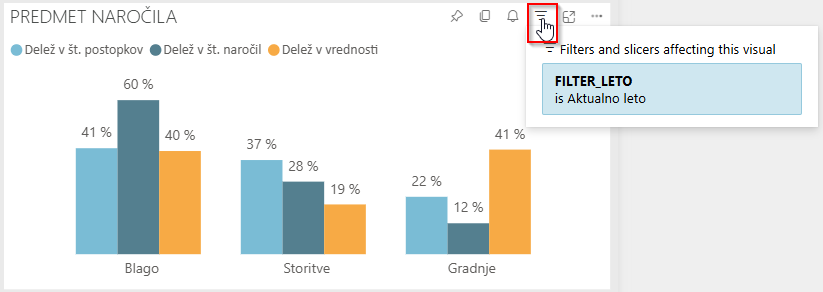 PREDMET NAROČILA
Delež v št. postopkov Delež v št. naročil Delež v vrednosti
Filters and slicers affecting this visual
FILTER_LETO
is Aktualno leto
41 % 60 % 40 %
37 % 28 % 19 %
22 % 12 % 41 %
Blago Storitve Gradnje